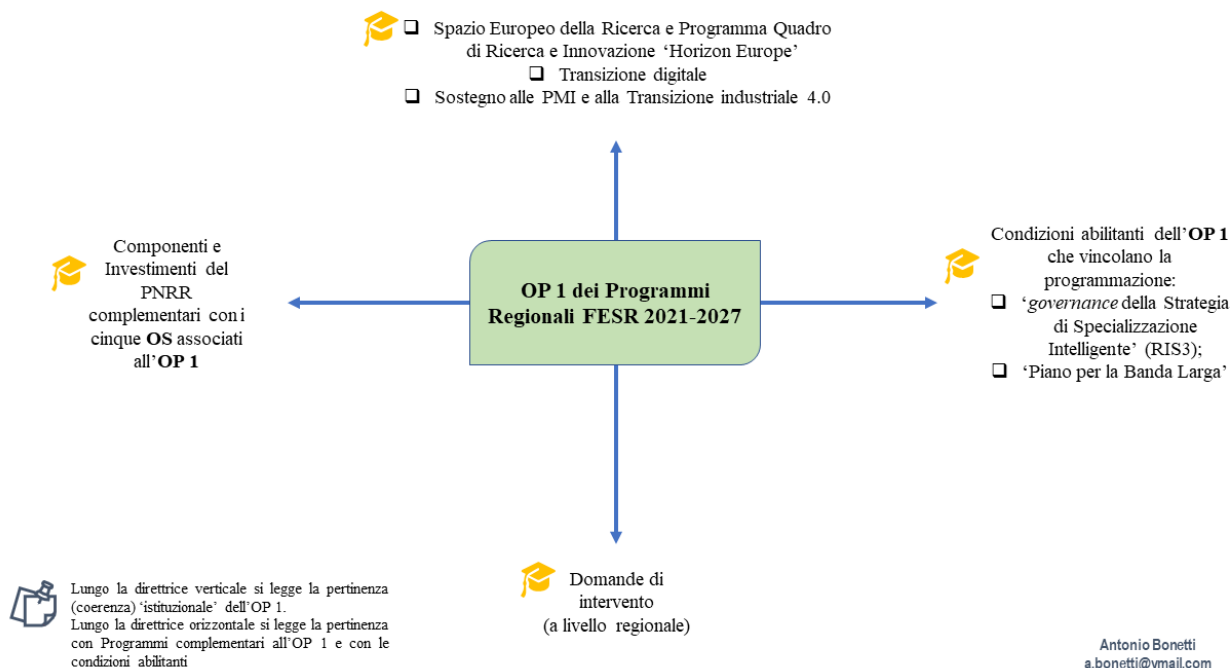 Spazio Europeo della Ricerca e Programma Quadro
di Ricerca e Innovazione ‘Horizon Europe’
Transizione digitale
Sostegno alle PMI e alla Transizione industriale 4.0
Componenti e
Investimenti del
PNRR
complementari con i
cinque OS associati
all’OP 1
OP 1 dei Programmi
Regionali FESR 2021-2027
Condizioni abilitanti dell’OP 1
che vincolano la
programmazione:
‘governance della Strategia
di Specializzazione
Intelligente’ (RIS3);
‘Piano per la Banda Larga’
Domande di
intervento
(a livello regionale)
Lungo la direttrice verticale si legge la pertinenza
(coerenza) ‘istituzionale’ dell’OP 1.
Lungo la direttrice orizzontale si legge la pertinenza
con Programmi complementari all’OP 1 e con le
condizioni abilitanti
Antonio Bonetti
a.bonetti@ymail.com